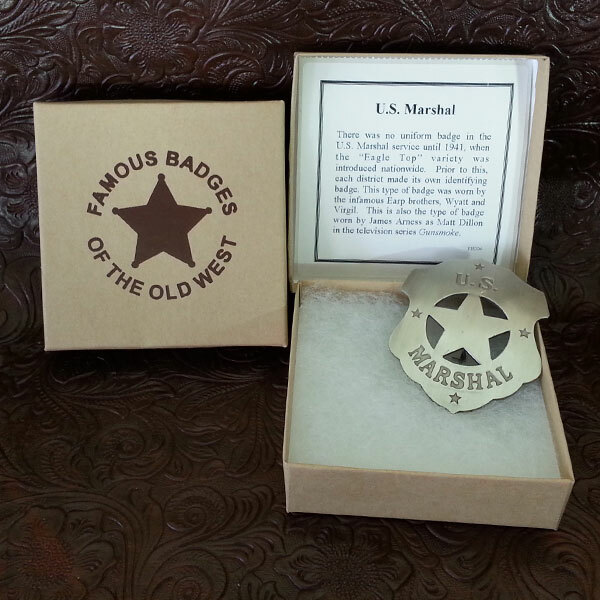 FAMOUS BADGES
OF THE OLD WEST
U.S. Marshal
There was no uniform badge in the
U.S. Marshal service until 1941, when
the "Eagle Top" variety was
introduced nationwide. Prior to this,
each district made its own identifying
badge. This type of badge was worn by
the infamous Earp brothers, Wyatt and
Virgil. This is also the type of badge
worn by James Arness as Matt Dillon
in the television series Gunsmoke.
U.S.
MARSHAL